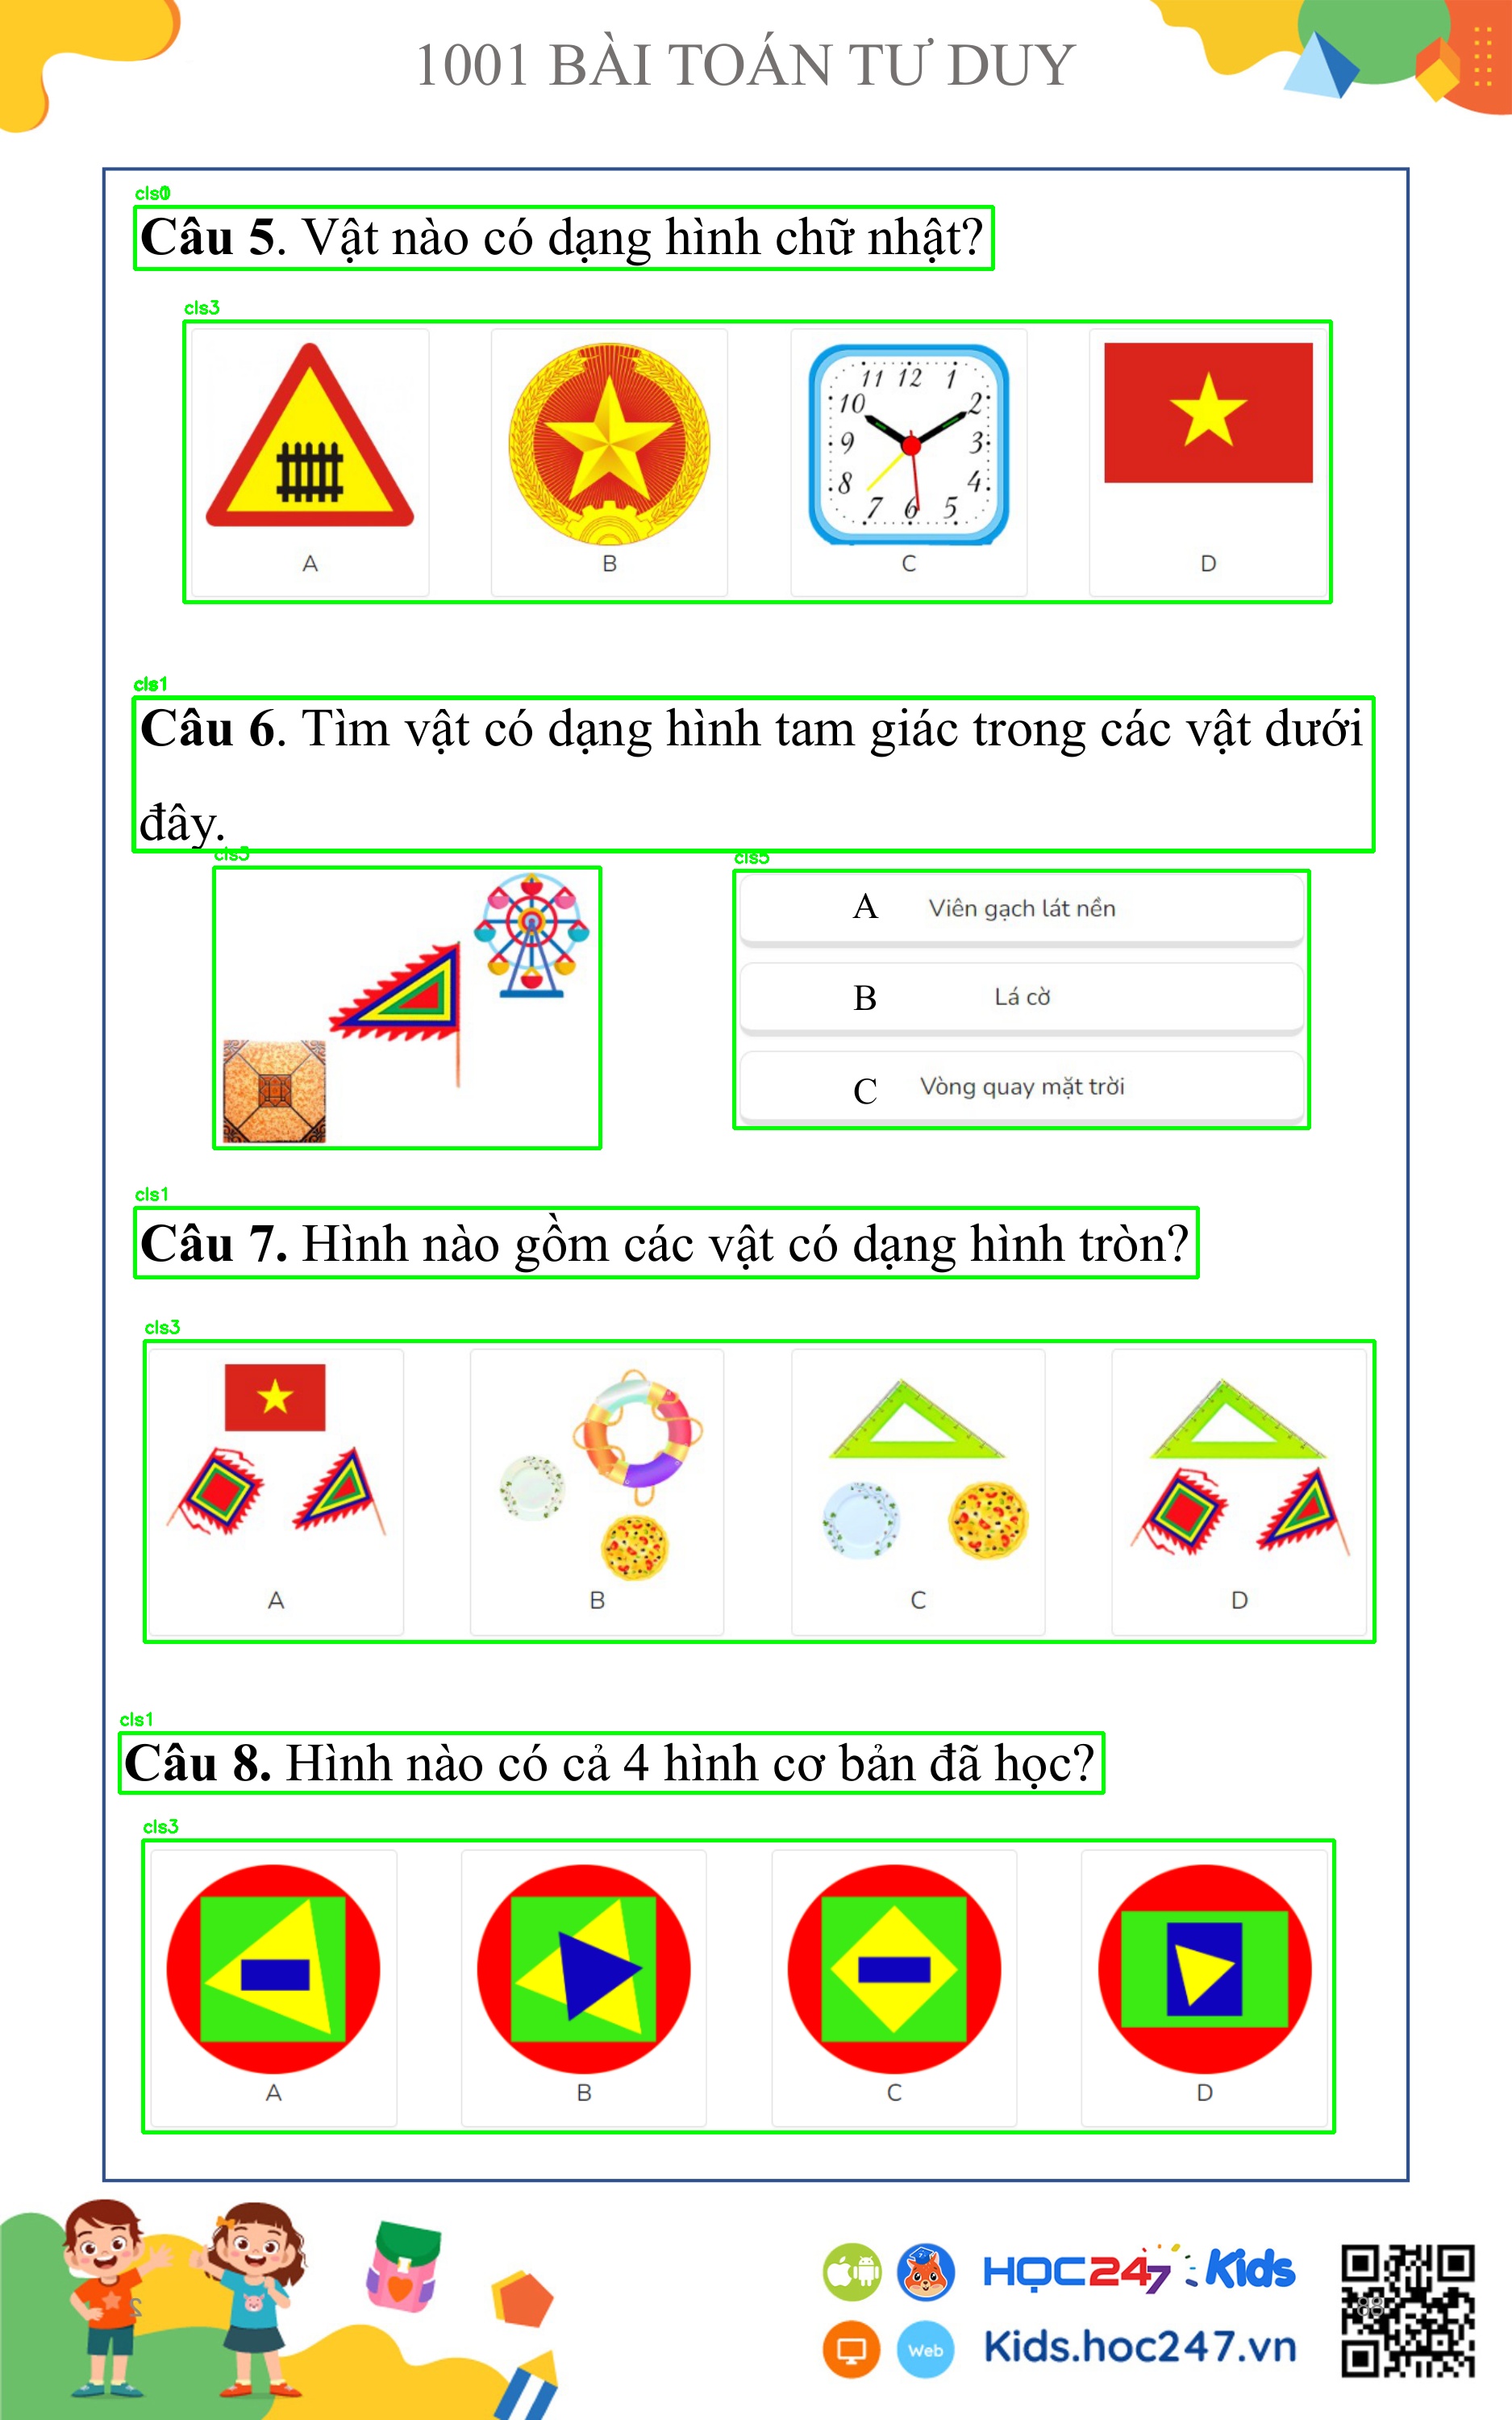 1001 BÀI TOÁN TƯ DUY
cls0
Câu 5. Vật nào có dạng hình chữ nhật?
cls3
11 12 1
10 2
9 3
8 4
7 6 5
A B C D
cls1
Câu 6. Tìm vật có dạng hình tam giác trong các vật dưới
đây.
cls3 cls5
A Viên gạch lát nền
B Lá cờ
C Vòng quay mặt trời
cls1
Câu 7. Hình nào gồm các vật có dạng hình tròn?
cls3
A B C D
cls1
Câu 8. Hình nào có cả 4 hình cơ bản đã học?
cls3
A B C D
HỌC247 Kids
Web Kids.hoc247.vn